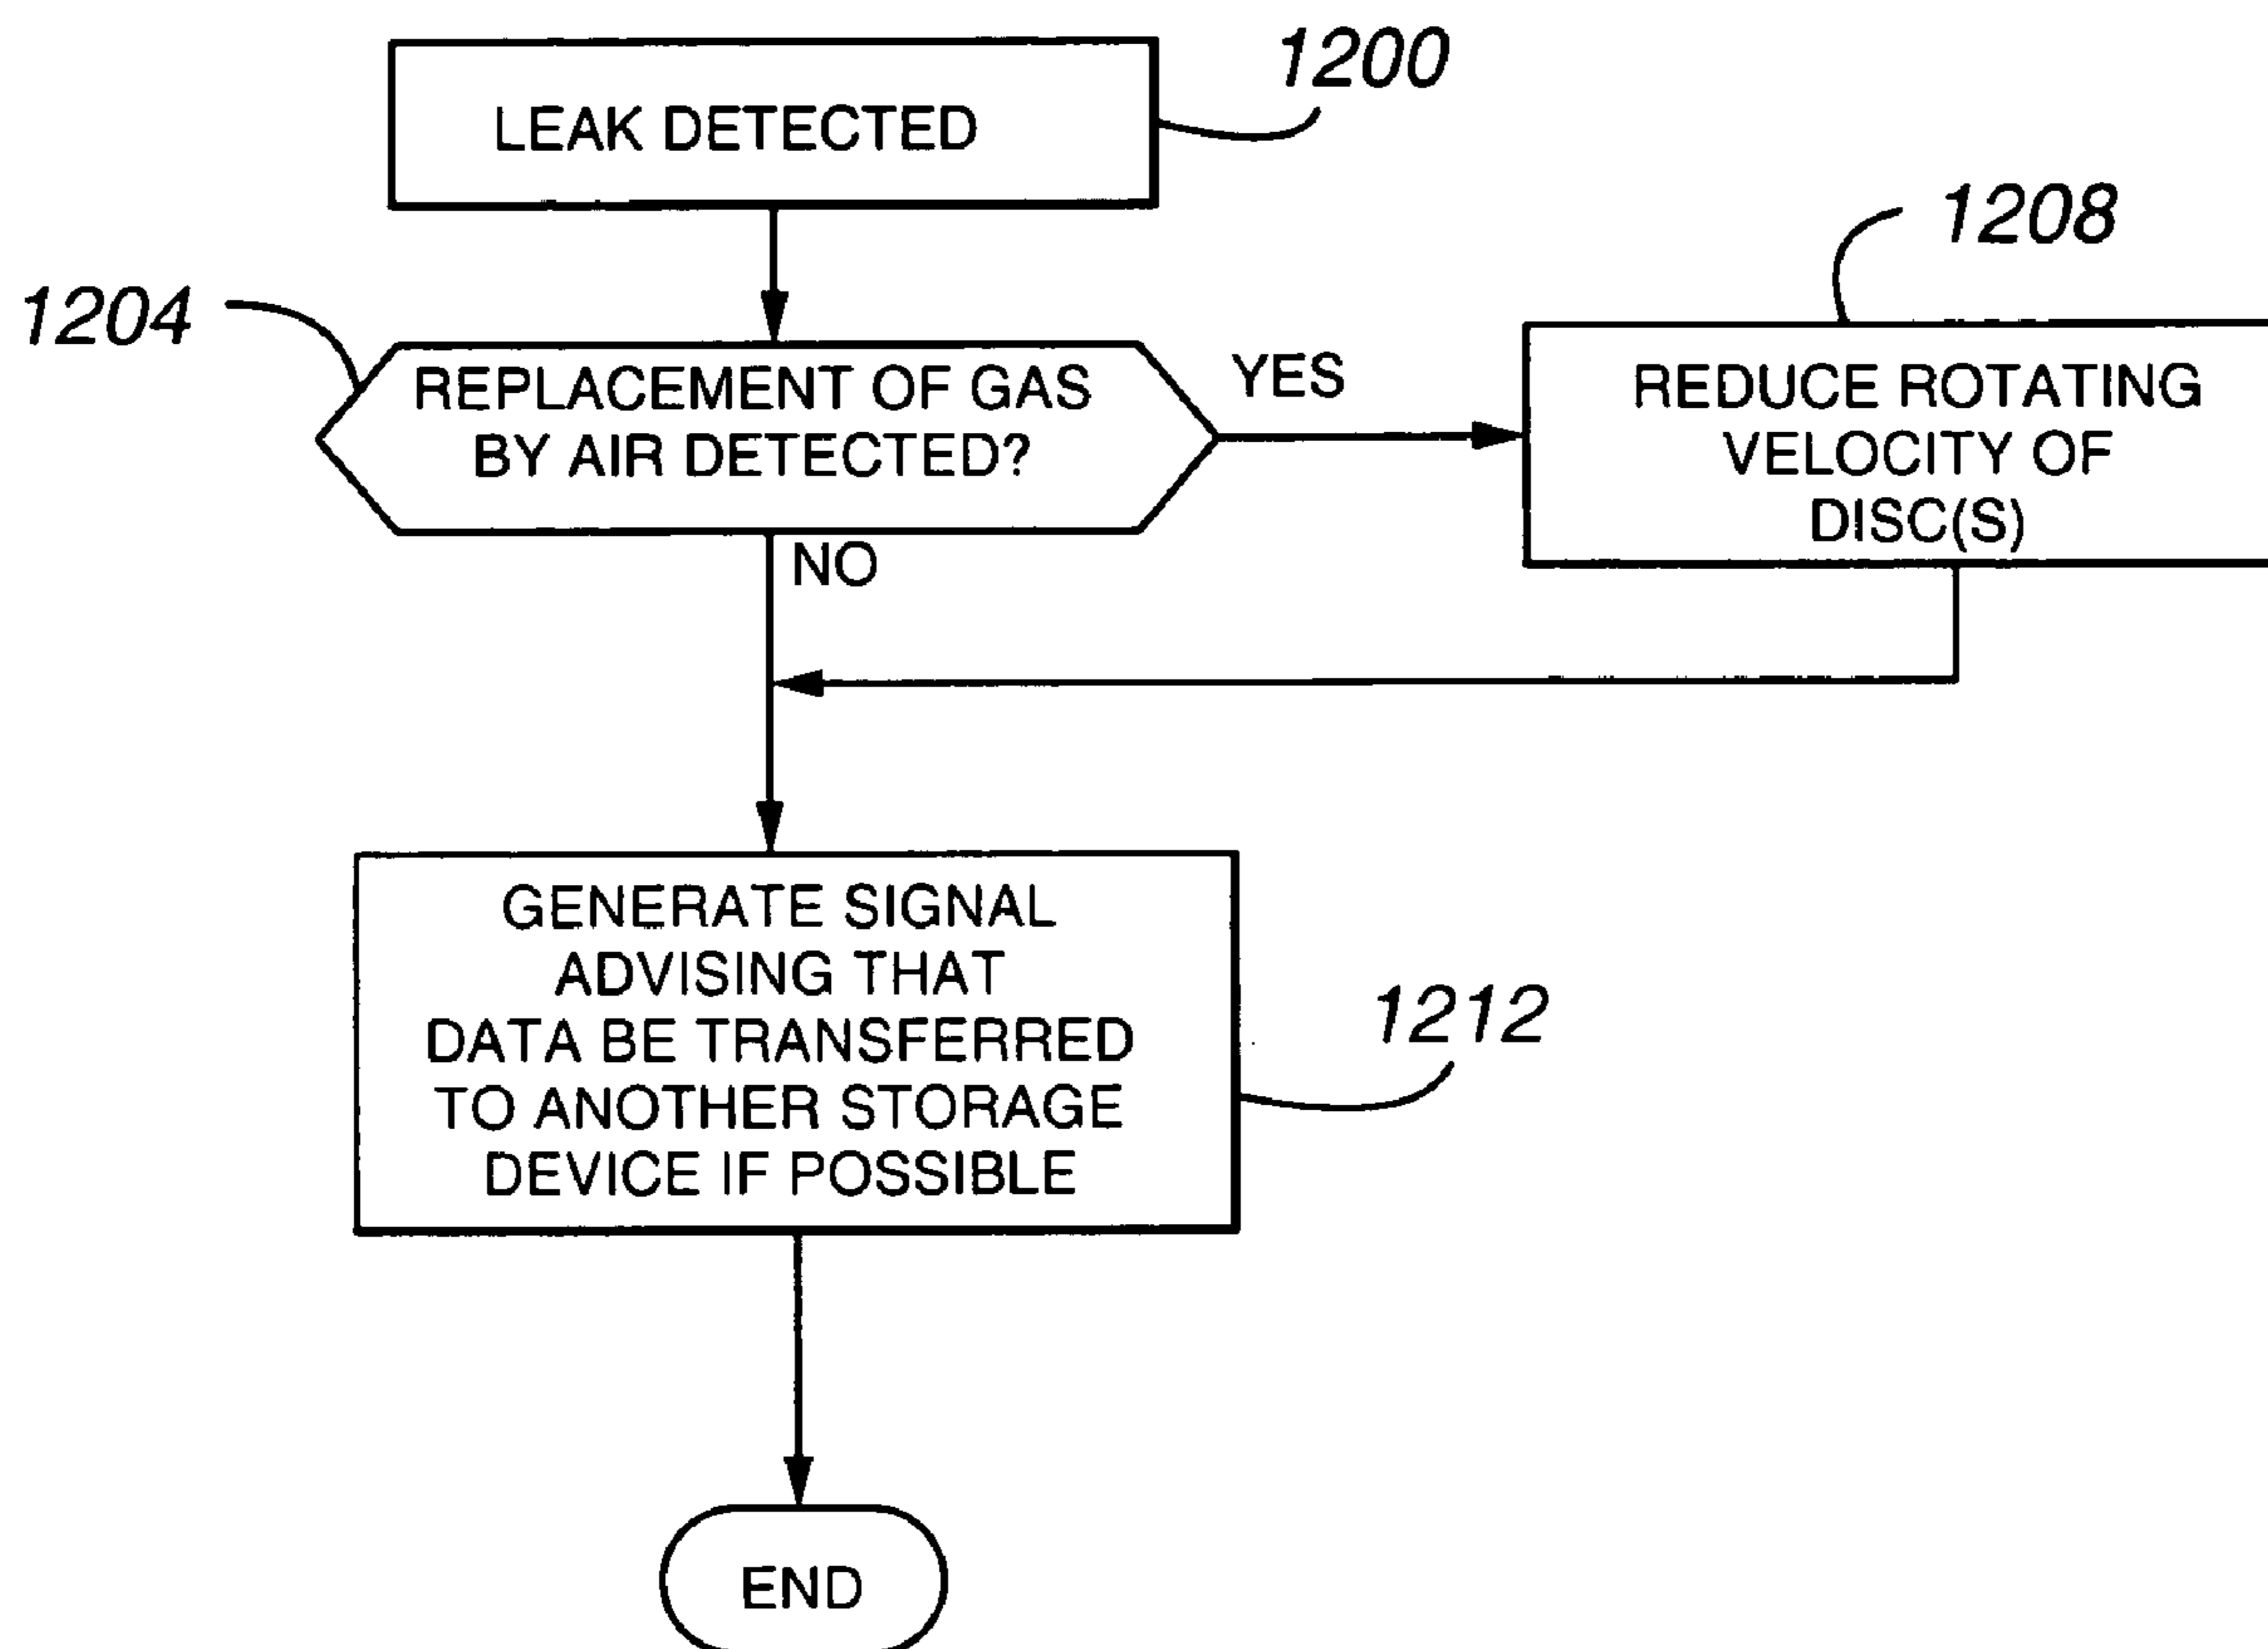 LEAK DETECTED
1200
1204
REPLACEMENT OF GAS
BY AIR DETECTED?
YES
1208
REDUCE ROTATING
VELOCITY OF
DISC(S)
NO
GENERATE SIGNAL
ADVISING THAT
DATA BE TRANSFERRED
TO ANOTHER STORAGE
DEVICE IF POSSIBLE
1212
END